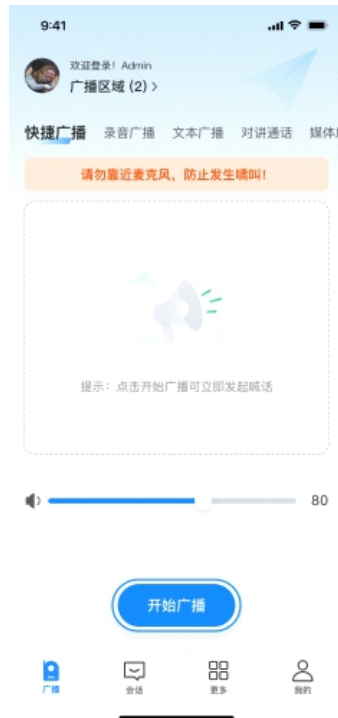 9:41
欢迎登录！Admin
广播区域 (2) >
快捷广播 录音广播 文本广播 对讲通话 媒体
请勿靠近麦克风，防止发生啸叫！
提示：点击开始广播可立即发起喊话
80
开始广播
广播 会话 更多 我的